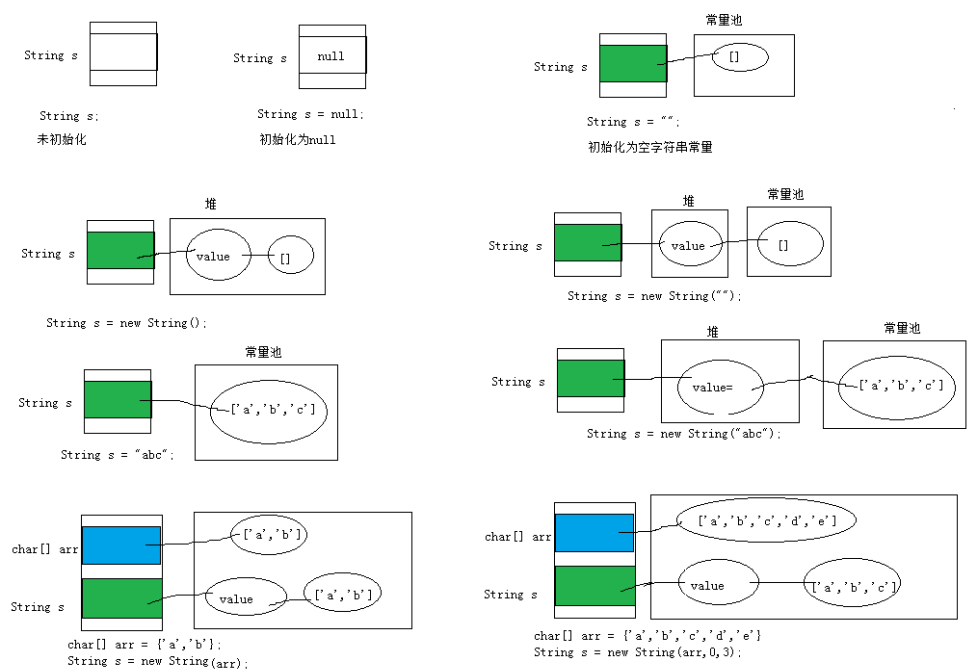 String s
String s;
未初始化
String s
null
String s = null;
初始化为null
常量池
String s
[]
String s = "";
初始化为空字符串常量
堆
String s
value
[]
String s = new String();
堆
常量池
String s
value
[]
String s = new String("");
常量池
String s
['a','b','c']
String s = "abc";
堆
常量池
String s
value=
['a','b','c']
String s = new String("abc");
char[] arr
['a','b']
String s
value
['a','b']
char[] arr = {'a','b'};
String s = new String(arr);
char[] arr
['a','b','c','d','e']
String s
value
['a','b','c']
char[] arr = {'a','b','c','d','e'}
String s = new String(arr,0,3);